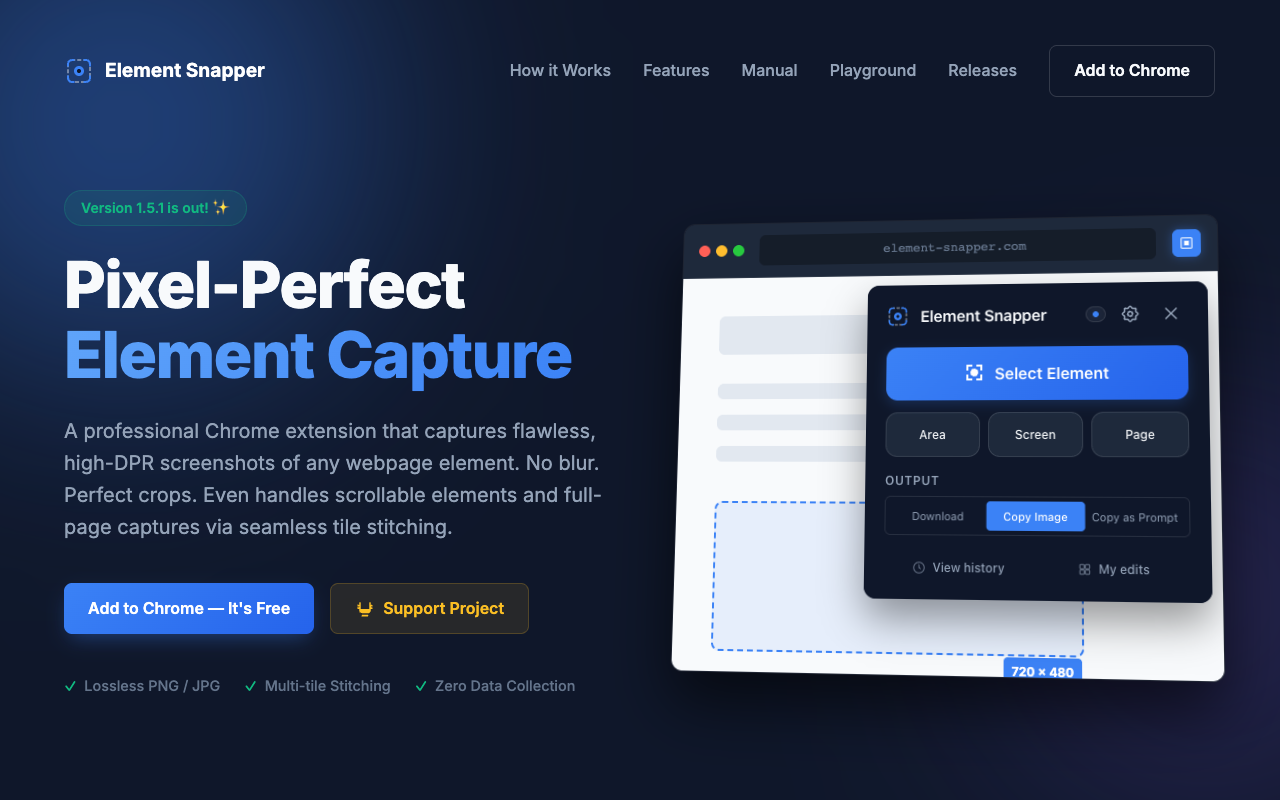 Element Snapper
How it Works
Features
Manual
Playground
Releases
Add to Chrome
Version 1.5.1 is out! ✨
Pixel-Perfect
Element Capture
A professional Chrome extension that captures flawless,
high-DPR screenshots of any webpage element. No blur.
Perfect crops. Even handles scrollable elements and full-
page captures via seamless tile stitching.
Add to Chrome — It's Free
Support Project
Lossless PNG / JPG
Multi-tile Stitching
Zero Data Collection
element-snapper.com
Element Snapper
Select Element
Area
Screen
Page
OUTPUT
Download
Copy Image
Copy as Prompt
View history
My edits
720 × 480